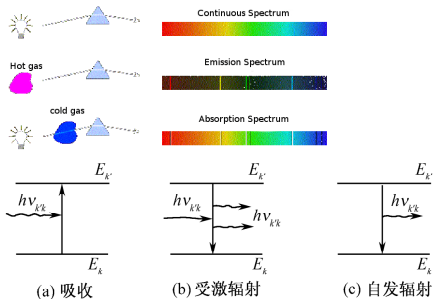 Continuous Spectrum
Hot gas
Emission Spectrum
cold gas
Absorption Spectrum
E_k' E_k' E_k'
hν_k'k hν_k'k hν_k'k hν_k'k
E_k E_k E_k
(a) 吸收 (b) 受激辐射 (c) 自发辐射